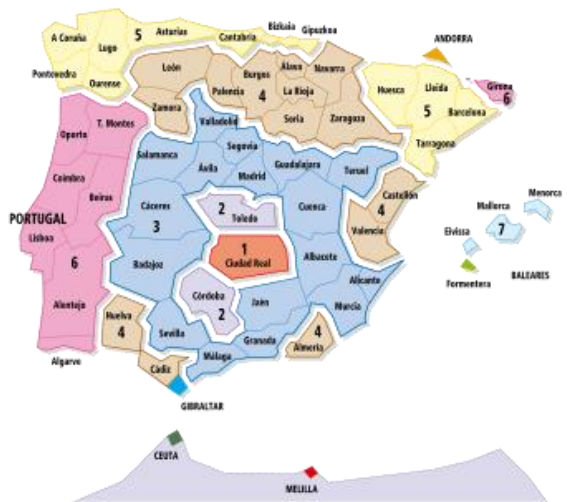 Bizkaia
Gipuzkoa
A Coruña
Lugo
5
Asturias
Cantabria
ANDORRA
Pontevedra
Ourense
León
Palencia
Burgos
4
Álava
La Rioja
Navarra
Huesca
Lleida
5
Barcelona
Girona
6
Zamora
Soria
Zaragoza
Tarragona
Oporto
T. Montes
Valladolid
Segovia
Salamanca
Ávila
Madrid
Guadalajara
Teruel
Coimbra
Beiras
Castellón
4
Valencia
Menorca
Mallorca
7
Eivissa
Formentera
BALEARES
PORTUGAL
Lisboa
6
Cáceres
3
2
Toledo
Cuenca
1
Ciudad Real
Badajoz
Albacete
Alentejo
Córdoba
2
Jaén
Alicante
Murcia
Huelva
4
Sevilla
Granada
4
Almería
Málaga
Algarve
Cádiz
GIBRALTAR
CEUTA
MELILLA